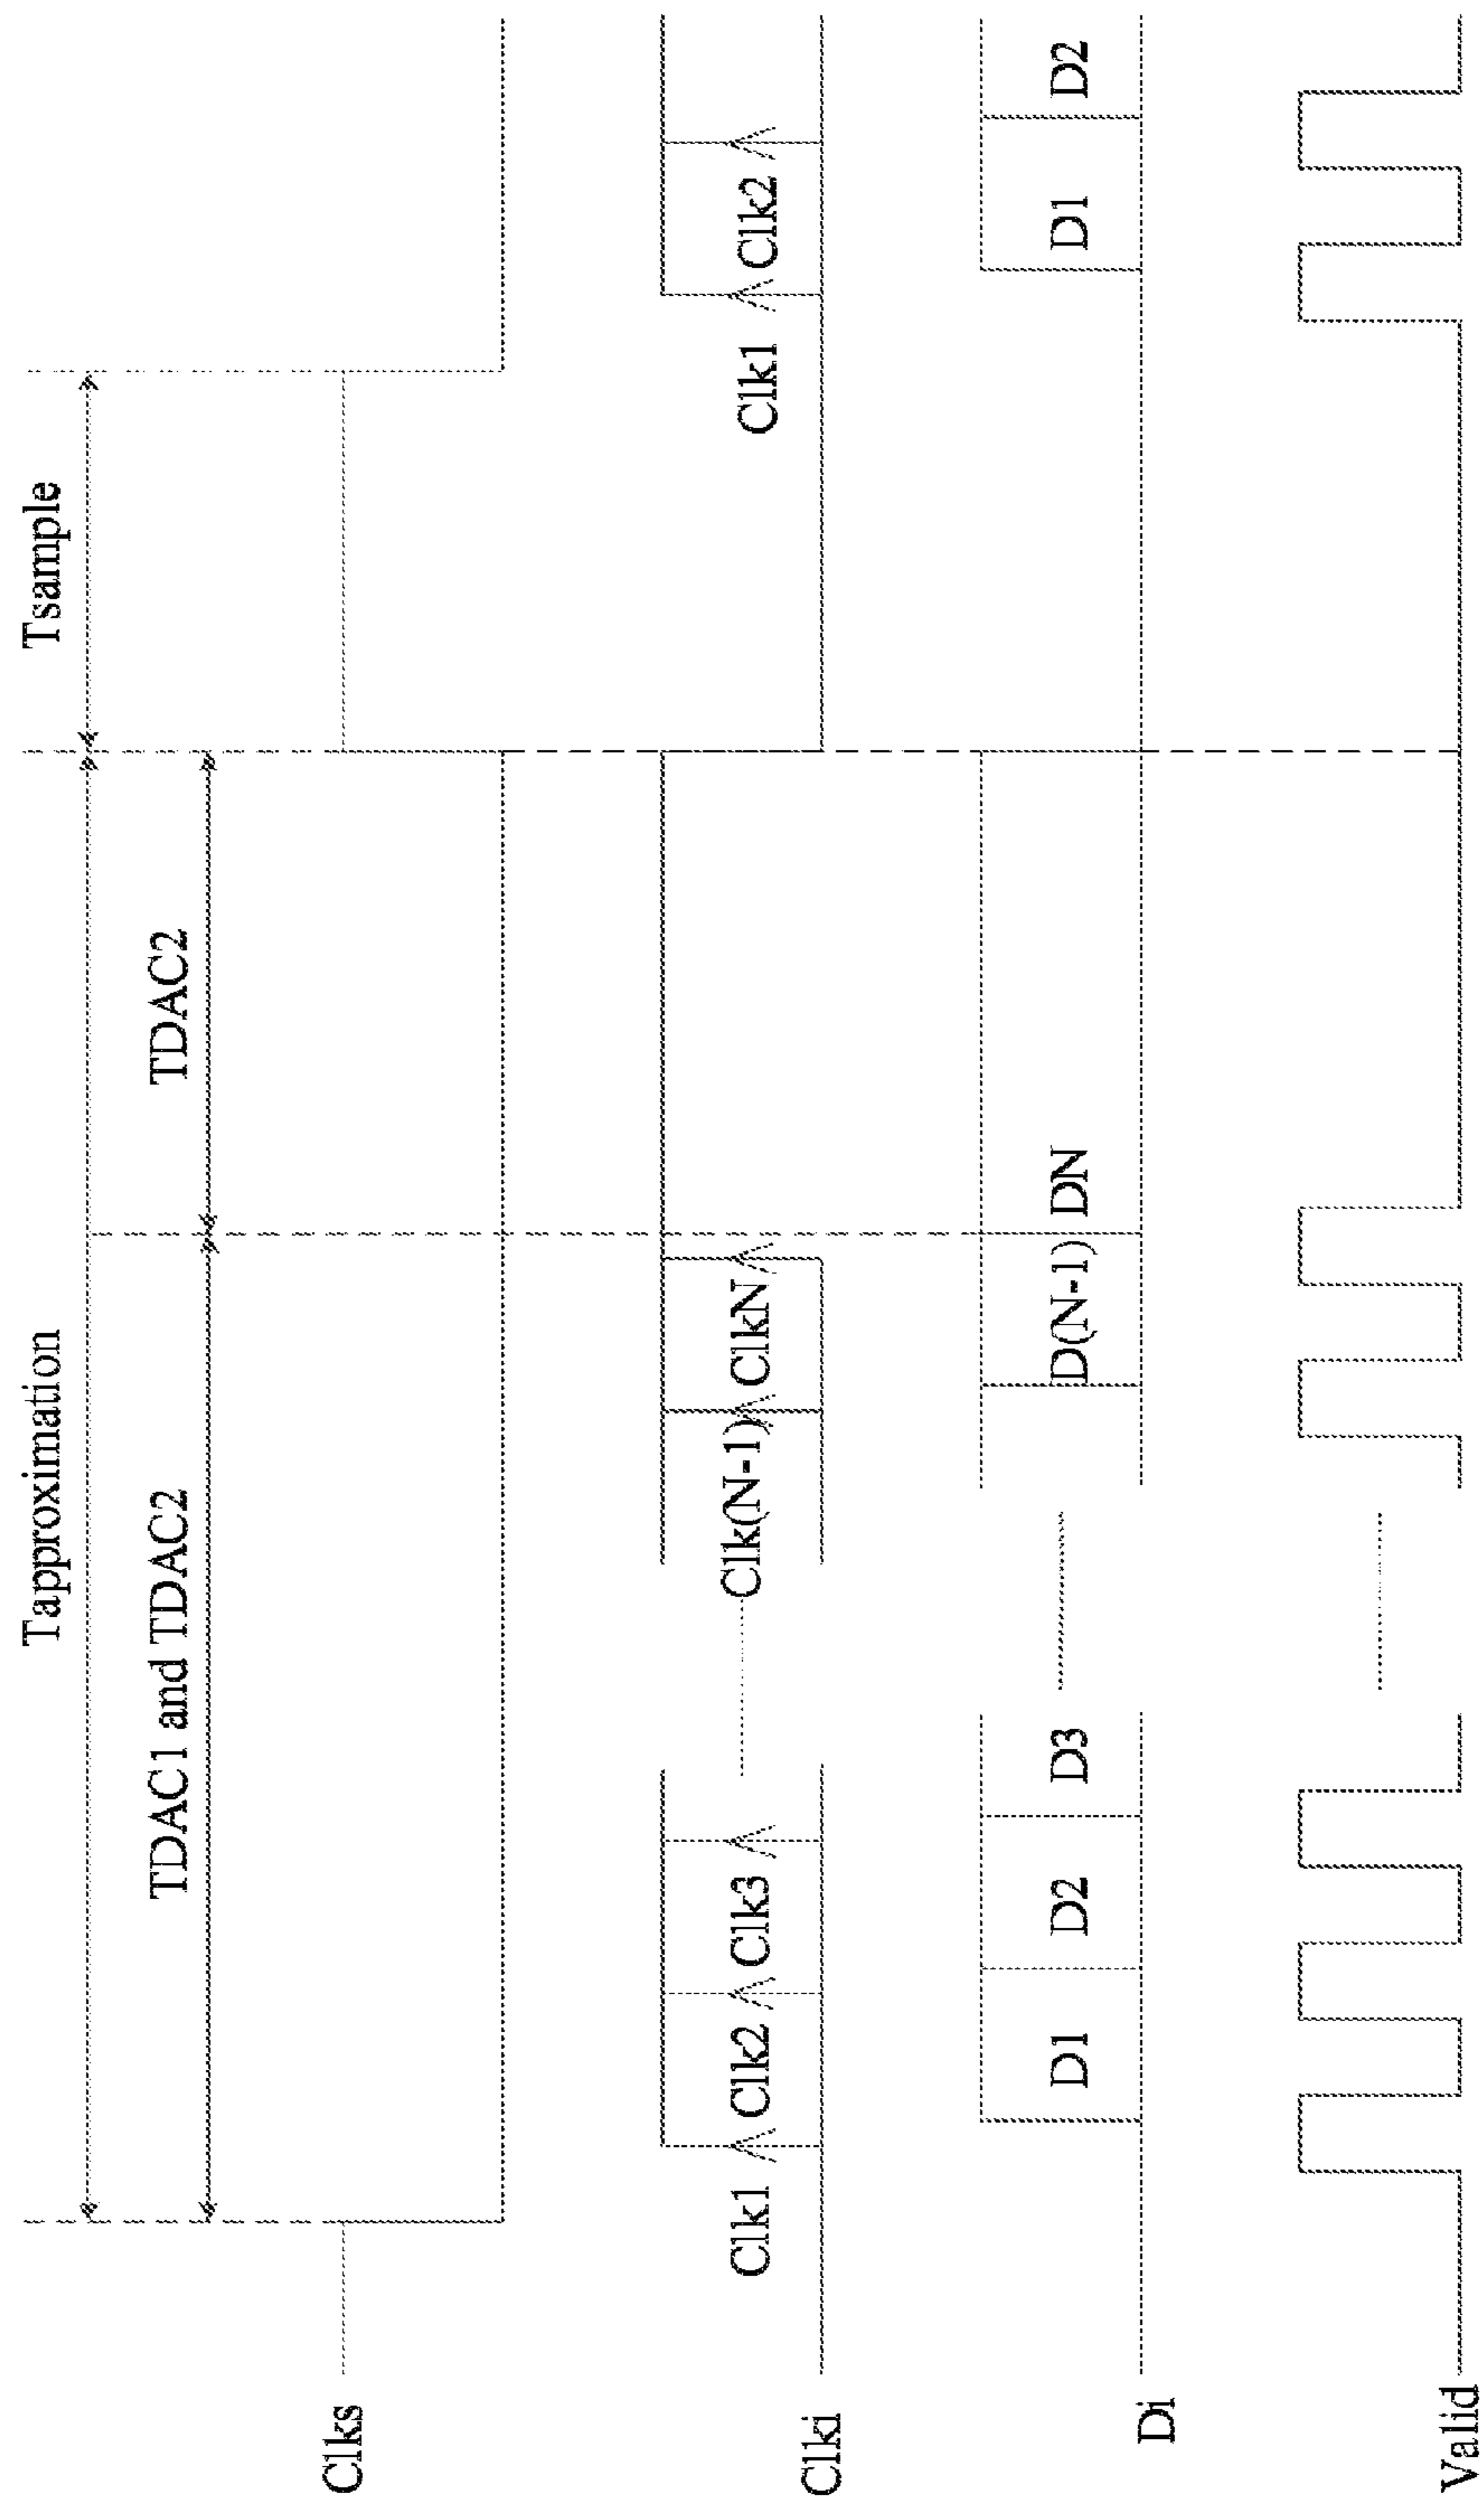 Tapproximation
Tsample
TDAC1 and TDAC2
TDAC2
Clks
Clki
Clk1
Clk2
Clk3
Clk(N-1)
ClkN
Clk1
Clk2
Di
D1
D2
D3
D(N-1)
DN
D1
D2
Valid